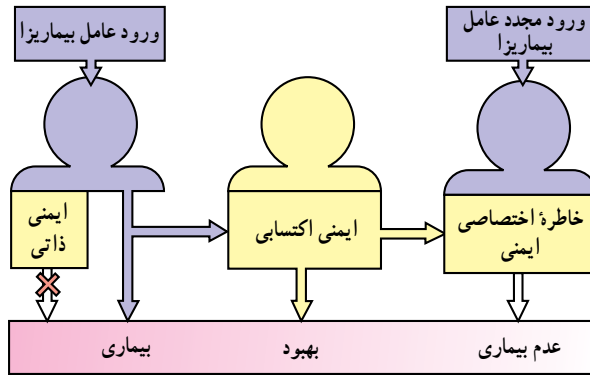 ورود مجدد عامل
بیماریزا
ورود عامل بیماریزا
خاطرهٔ اختصاصی
ایمنی
ایمنی اکتسابی
ایمنی
ذاتی
عدم بیماری
بهبود
بیماری